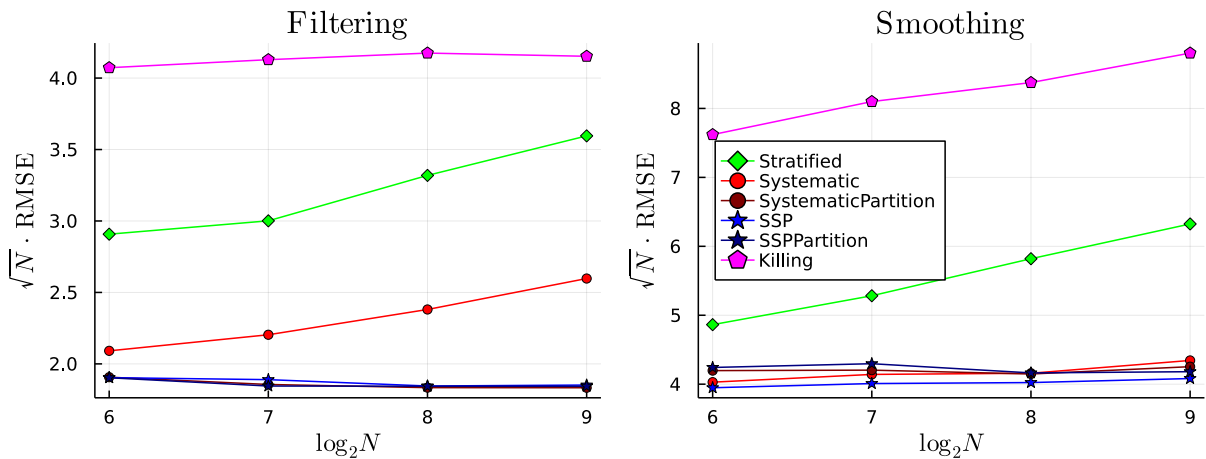 Filtering
√N · RMSE
4.0
3.5
3.0
2.5
2.0
6 7 8 9
log₂N
Smoothing
√N · RMSE
8
7
6
5
4
Stratified
Systematic
SystematicPartition
SSP
SSPPartition
Killing
6 7 8 9
log₂N